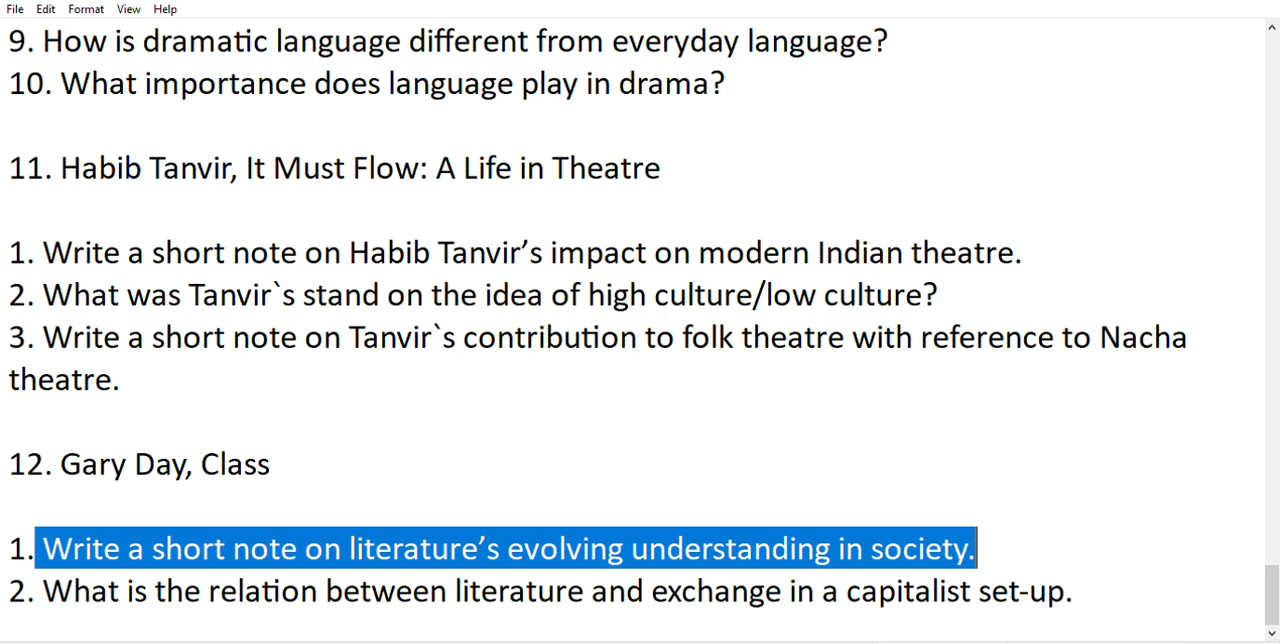 File Edit Format View Help
9. How is dramatic language different from everyday language?
10. What importance does language play in drama?
11. Habib Tanvir, It Must Flow: A Life in Theatre
1. Write a short note on Habib Tanvir’s impact on modern Indian theatre.
2. What was Tanvir`s stand on the idea of high culture/low culture?
3. Write a short note on Tanvir`s contribution to folk theatre with reference to Nacha
theatre.
12. Gary Day, Class
1. Write a short note on literature’s evolving understanding in society.
2. What is the relation between literature and exchange in a capitalist set-up.